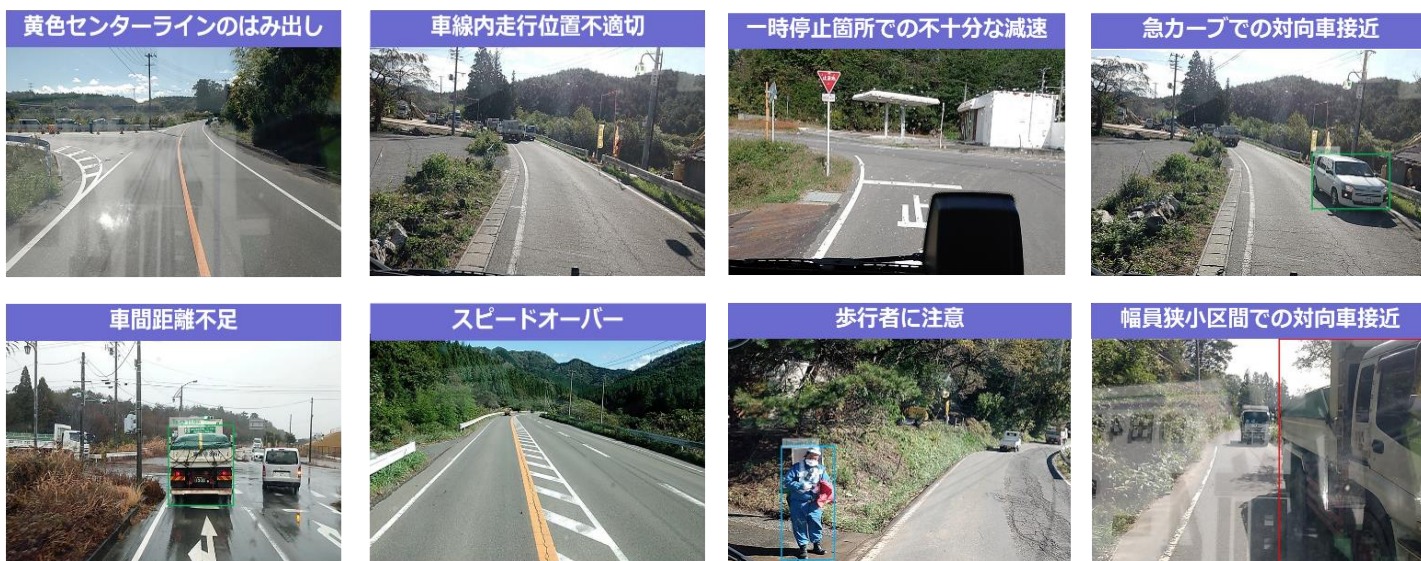 黄色センターラインのはみ出し
車線内走行位置不適切
一時停止箇所での不十分な減速
急カーブでの対向車接近
止
車間距離不足
スピードオーバー
歩行者に注意
幅員狭小区間での対向車接近